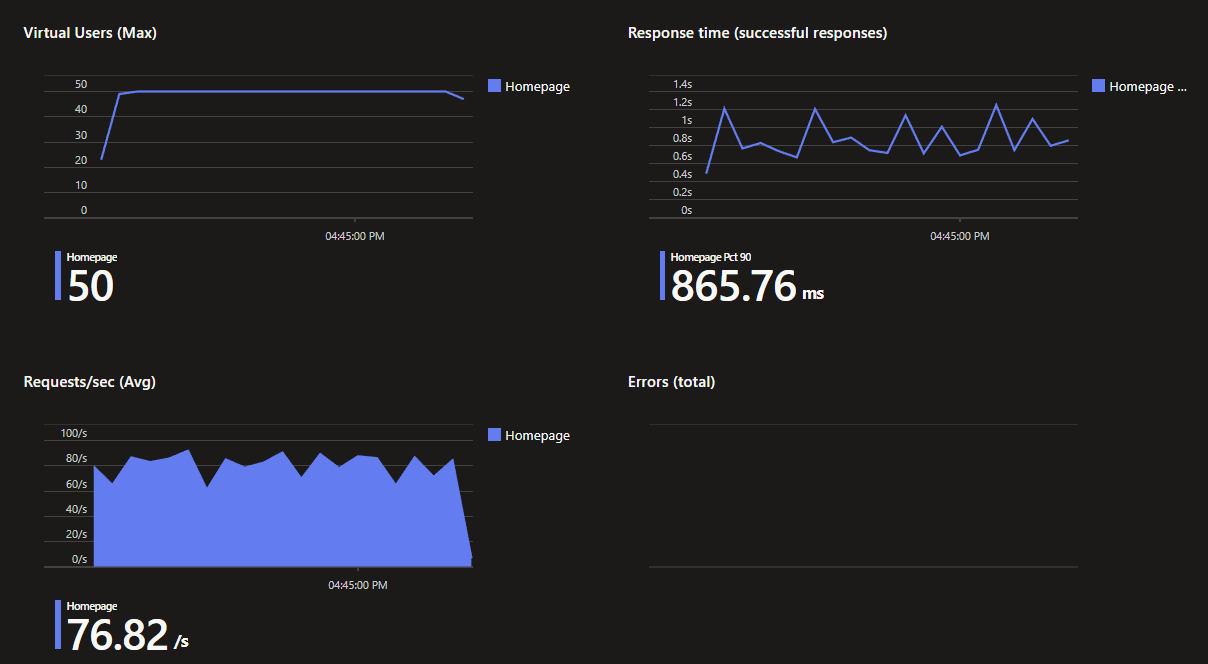 Virtual Users (Max)
50
40
30
20
10
0
04:45:00 PM
Homepage
Homepage
50
Response time (successful responses)
1.4s
1.2s
1s
0.8s
0.6s
0.4s
0.2s
0s
04:45:00 PM
Homepage ...
Homepage Pct 90
865.76 ms
Requests/sec (Avg)
100/s
80/s
60/s
40/s
20/s
0/s
04:45:00 PM
Homepage
Homepage
76.82 /s
Errors (total)